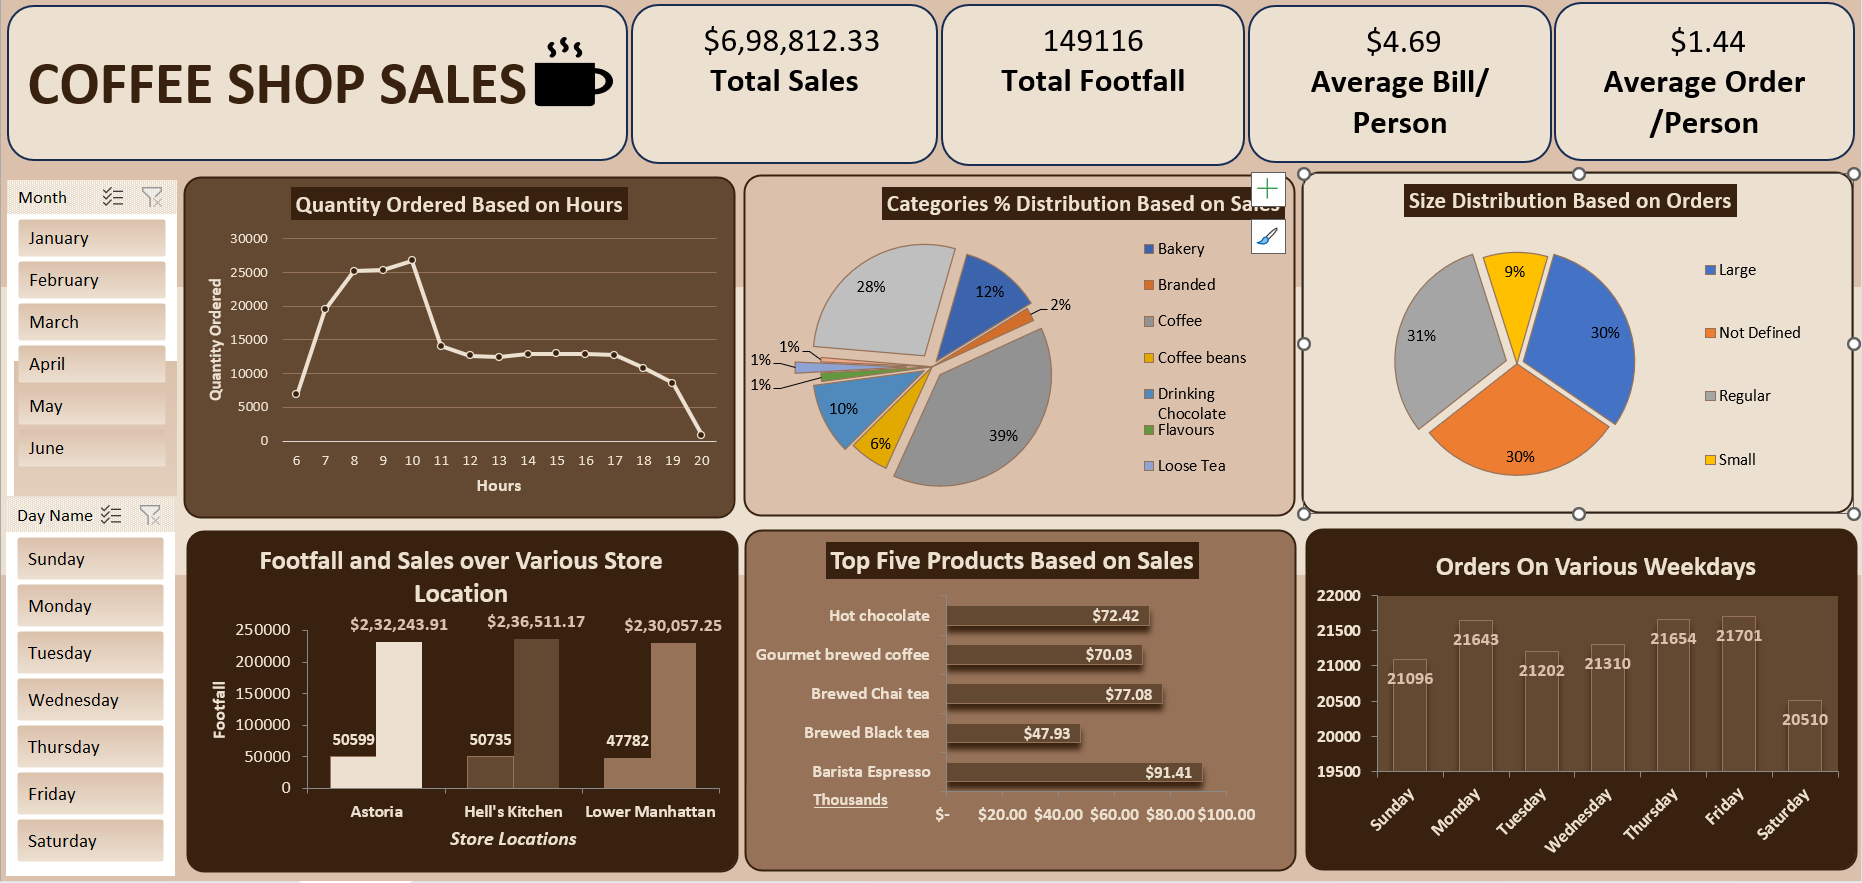 COFFEE SHOP SALES
$6,98,812.33
Total Sales
149116
Total Footfall
$4.69
Average Bill/
Person
$1.44
Average Order
/Person
Month
January
February
March
April
May
June
Day Name
Sunday
Monday
Tuesday
Wednesday
Thursday
Friday
Saturday
Quantity Ordered Based on Hours
Quantity Ordered
30000
25000
20000
15000
10000
5000
0
6 7 8 9 10 11 12 13 14 15 16 17 18 19 20
Hours
Categories % Distribution Based on Sales
28%
12%
2%
1%
1%
1%
10%
6%
39%
Bakery
Branded
Coffee
Coffee beans
Drinking
Chocolate
Flavours
Loose Tea
Size Distribution Based on Orders
9%
31%
30%
30%
Large
Not Defined
Regular
Small
Footfall and Sales over Various Store
Location
Footfall
250000
200000
150000
100000
50000
0
$2,32,243.91 $2,36,511.17 $2,30,057.25
50599 50735 47782
Astoria Hell's Kitchen Lower Manhattan
Store Locations
Top Five Products Based on Sales
Hot chocolate $72.42
Gourmet brewed coffee $70.03
Brewed Chai tea $77.08
Brewed Black tea $47.93
Barista Espresso $91.41
Thousands
$- $20.00 $40.00 $60.00 $80.00 $100.00
Orders On Various Weekdays
22000
21500
21000
20500
20000
19500
21096 21643 21202 21310 21654 21701 20510
Sunday Monday Tuesday Wednesday Thursday Friday Saturday